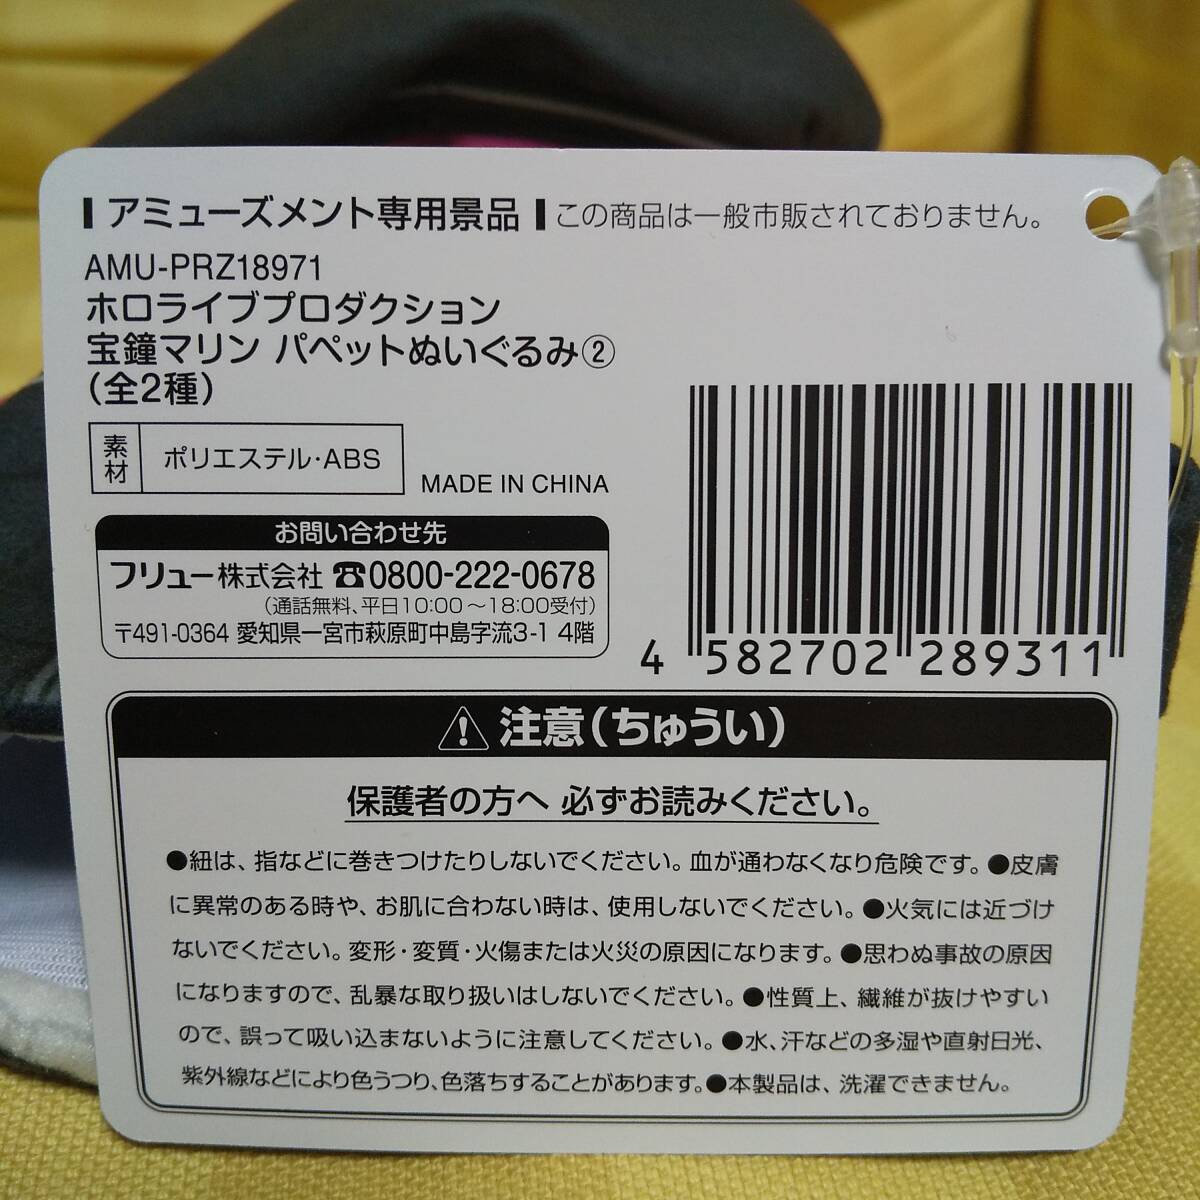 アミューズメント専用景品 この商品は一般市販されておりません。
AMU-PRZ18971
ホロライブプロダクション
宝鐘マリン パペットぬいぐるみ②
(全2種)
素材 ポリエステル・ABS
MADE IN CHINA
お問い合わせ先
フリュー株式会社 ☎0800-222-0678
(通話無料、平日10:00～18:00受付)
〒491-0364 愛知県一宮市萩原町中島字流3-1 4階
4 582702 289311
⚠ 注意(ちゅうい)
保護者の方へ 必ずお読みください。
●紐は、指などに巻きつけたりしないでください。血が通わなくなり危険です。●皮膚
に異常のある時や、お肌に合わない時は、使用しないでください。●火気には近づけ
ないでください。変形・変質・火傷または火災の原因になります。●思わぬ事故の原因
になりますので、乱暴な取り扱いはしないでください。●性質上、繊維が抜けやすい
ので、誤って吸い込まないように注意してください。●水、汗などの多湿や直射日光、
紫外線などにより色うつり、色落ちすることがあります。●本製品は、洗濯できません。